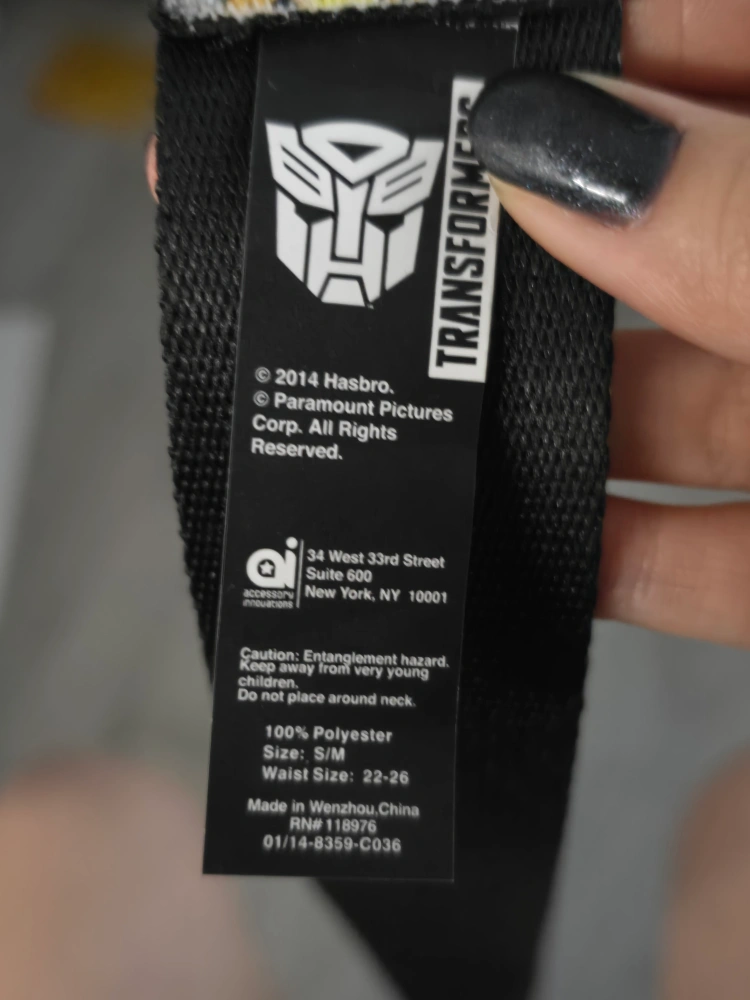 TRANSFORMERS
© 2014 Hasbro.
© Paramount Pictures
Corp. All Rights
Reserved.
ai
accessory
innovations
34 West 33rd Street
Suite 600
New York, NY 10001
Caution: Entanglement hazard.
Keep away from very young
children.
Do not place around neck.
100% Polyester
Size: S/M
Waist Size: 22-26
Made in Wenzhou,China
RN# 118976
01/14-8359-C036